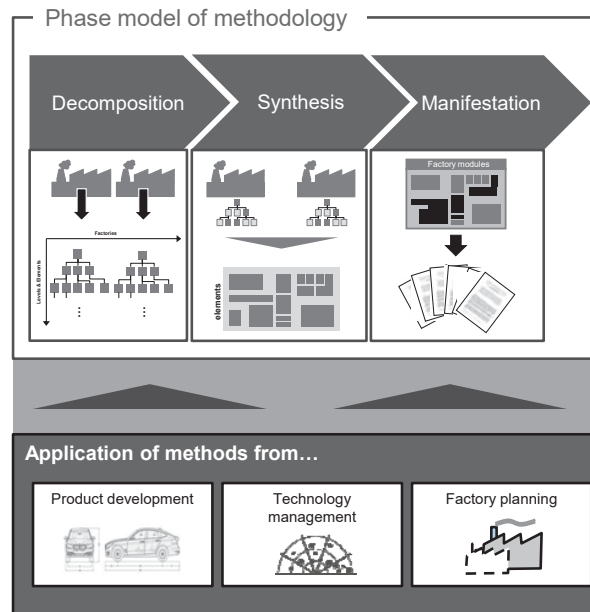 Phase model of methodology
Decomposition
Synthesis
Manifestation
Factories
Levels & Elements
elements
Factory modules
Application of methods from...
Product development
Technology
management
Factory planning